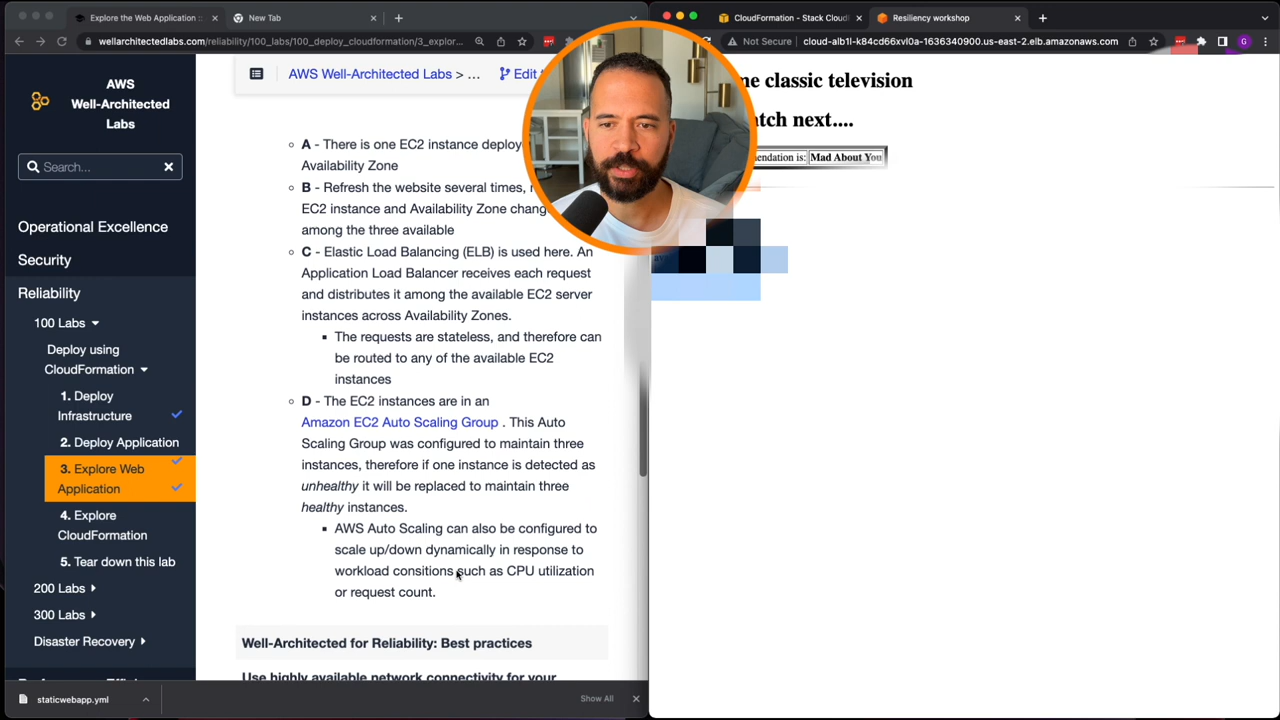 Explore the Web Application ::
New Tab
CloudFormation - Stack CloudF
Resiliency workshop
wellarchitectedlabs.com/reliability/100_labs/100_deploy_cloudformation/3_explor...
Not Secure
cloud-alb1l-k84cd66xvl0a-1636340900.us-east-2.elb.amazonaws.com
G
AWS
Well-Architected
Labs
Search...
Operational Excellence
Security
Reliability
100 Labs
Deploy using
CloudFormation
1. Deploy
Infrastructure
2. Deploy Application
3. Explore Web
Application
4. Explore
CloudFormation
5. Tear down this lab
200 Labs
300 Labs
Disaster Recovery
AWS Well-Architected Labs > ...
Edit
A - There is one EC2 instance deploy
Availability Zone
B - Refresh the website several times,
EC2 instance and Availability Zone chang
among the three available
C - Elastic Load Balancing (ELB) is used here. An
Application Load Balancer receives each request
and distributes it among the available EC2 server
instances across Availability Zones.
The requests are stateless, and therefore can
be routed to any of the available EC2
instances
D - The EC2 instances are in an
Amazon EC2 Auto Scaling Group . This Auto
Scaling Group was configured to maintain three
instances, therefore if one instance is detected as
unhealthy it will be replaced to maintain three
healthy instances.
AWS Auto Scaling can also be configured to
scale up/down dynamically in response to
workload consitions such as CPU utilization
or request count.
Well-Architected for Reliability: Best practices
Use highly available network connectivity for your
classic television
next....
is: Mad About You
staticwebapp.yml
Show All